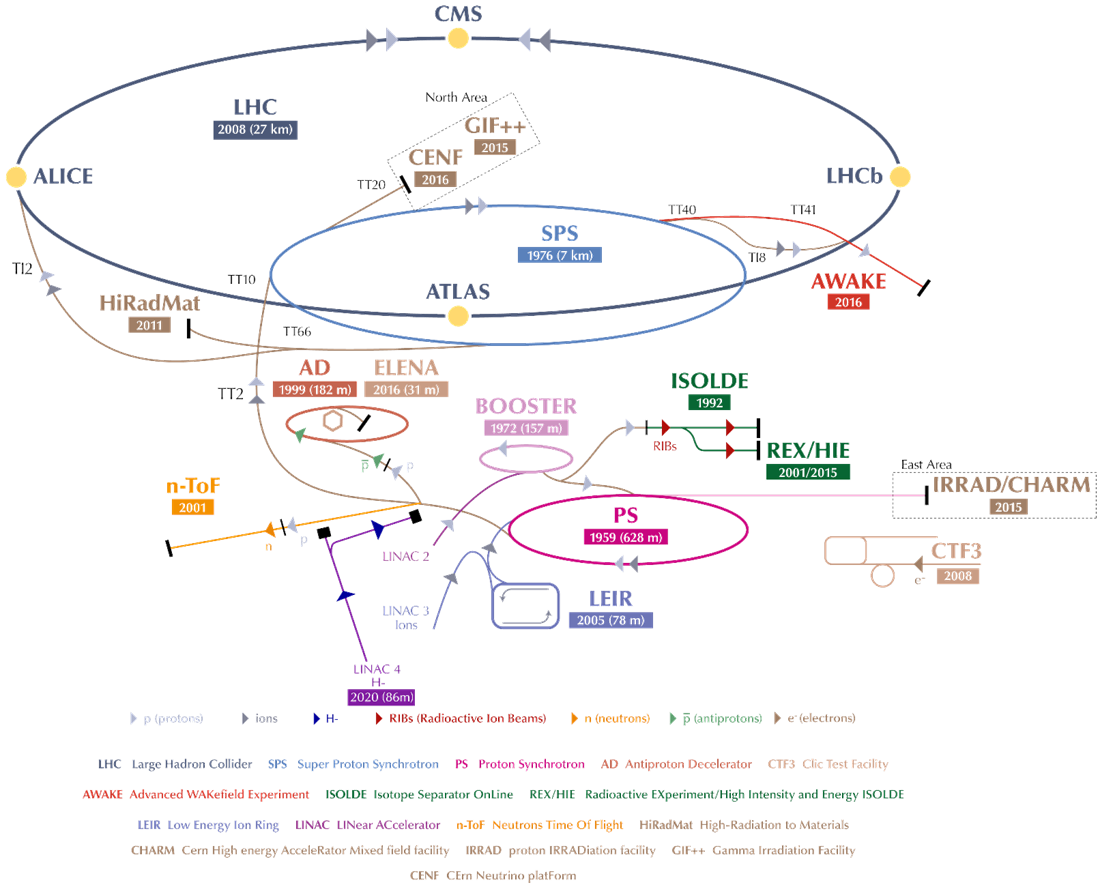 CMS
North Area
LHC
2008 (27 km)
GIF++
2015
CENF
2016
ALICE
TT20
LHCb
TT40
TT41
SPS
1976 (7 km)
TI8
TI2
TT10
AWAKE
2016
HiRadMat
2011
ATLAS
TT66
AD
1999 (182 m)
ELENA
2016 (31 m)
TT2
ISOLDE
1992
BOOSTER
1972 (157 m)
RIBs
REX/HIE
2001/2015
p̅
p
East Area
IRRAD/CHARM
2015
n-ToF
2001
PS
1959 (628 m)
n
p
LINAC 2
CTF3
2008
e⁻
LINAC 3
Ions
LEIR
2005 (78 m)
LINAC 4
H-
2020 (86m)
p (protons) ions H- RIBs (Radioactive Ion Beams) n (neutrons) p̅ (antiprotons) e⁻ (electrons)
LHC Large Hadron Collider SPS Super Proton Synchrotron PS Proton Synchrotron AD Antiproton Decelerator CTF3 Clic Test Facility
AWAKE Advanced WAKefield Experiment ISOLDE Isotope Separator OnLine REX/HIE Radioactive EXperiment/High Intensity and Energy ISOLDE
LEIR Low Energy Ion Ring LINAC LINear ACcelerator n-ToF Neutrons Time Of Flight HiRadMat High-Radiation to Materials
CHARM Cern High energy AcceleRator Mixed field facility IRRAD proton IRRADiation facility GIF++ Gamma Irradiation Facility
CENF CErn Neutrino platForm